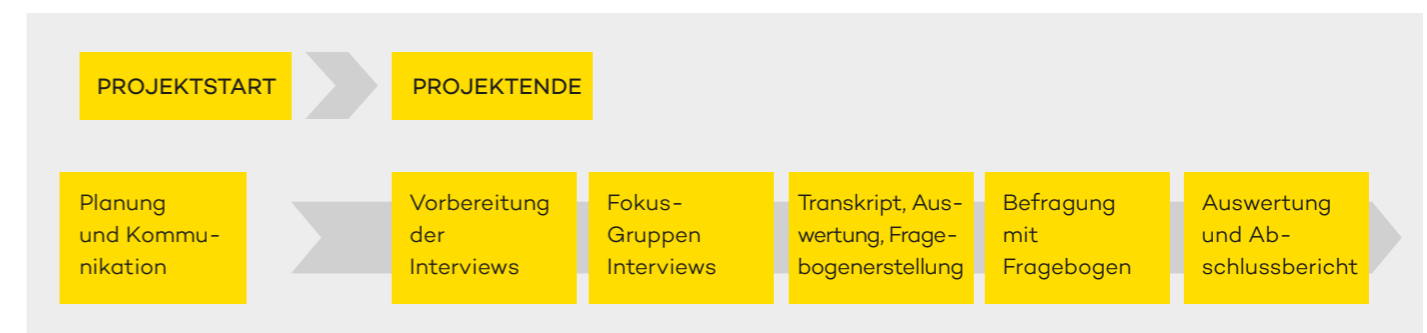 PROJEKTSTART
PROJEKTENDE
Planung
und Kommu-
nikation
Vorbereitung
der
Interviews
Fokus-
Gruppen
Interviews
Transkript, Aus-
wertung, Frage-
bogenerstellung
Befragung
mit
Fragebogen
Auswertung
und Ab-
schlussbericht